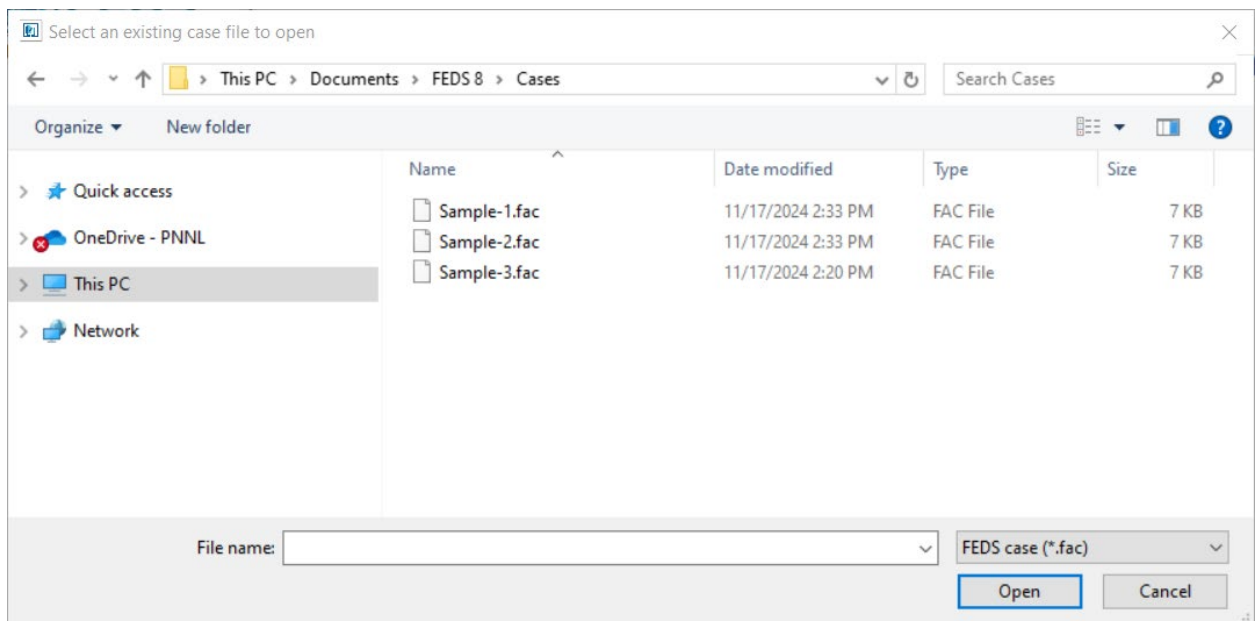 Select an existing case file to open
This PC > Documents > FEDS 8 > Cases
Search Cases
Organize
New folder
Name
Date modified
Type
Size
Quick access
OneDrive - PNNL
This PC
Network
Sample-1.fac 11/17/2024 2:33 PM FAC File 7 KB
Sample-2.fac 11/17/2024 2:33 PM FAC File 7 KB
Sample-3.fac 11/17/2024 2:20 PM FAC File 7 KB
File name:
FEDS case (*.fac)
Open
Cancel